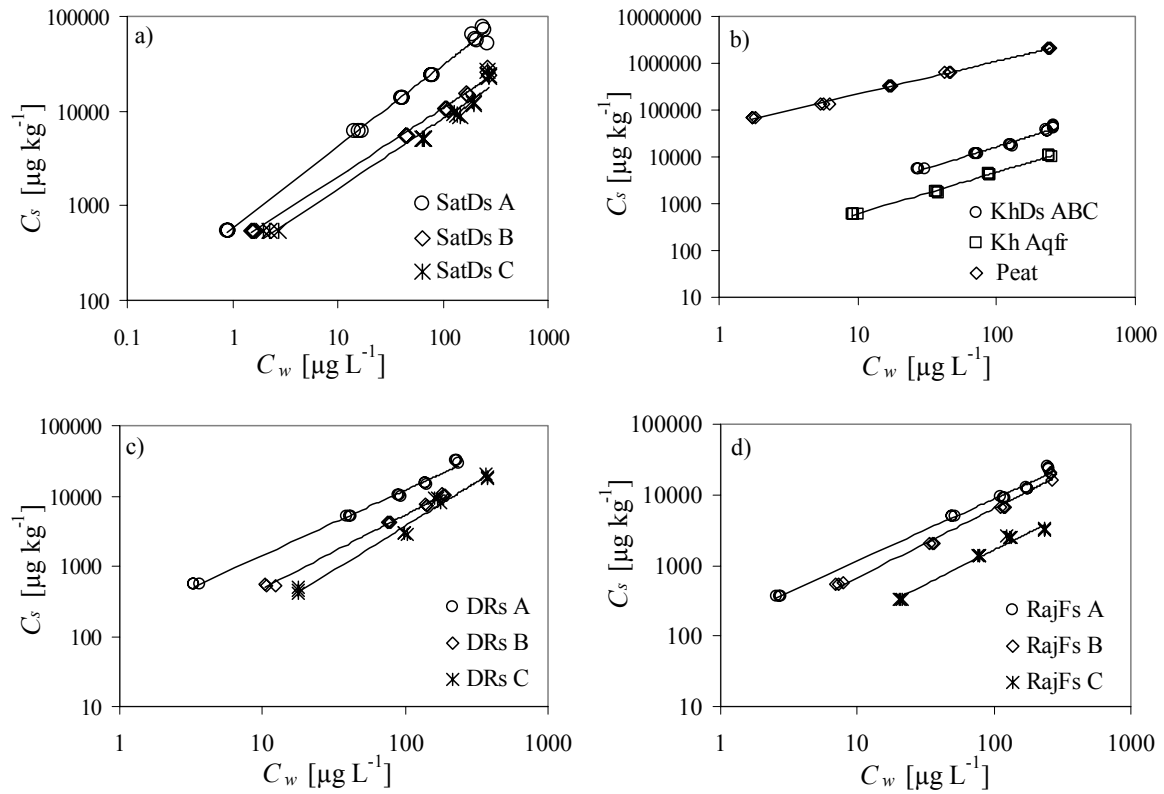 a)
100000
10000
1000
100
0.1 1 10 100 1000
Cs [µg kg-1]
Cw [µg L-1]
SatDs A
SatDs B
SatDs C
b)
10000000
1000000
100000
10000
1000
100
10
1 10 100 1000
Cs [µg kg-1]
Cw [µg L-1]
KhDs ABC
Kh Aqfr
Peat
c)
100000
10000
1000
100
10
1 10 100 1000
Cs [µg kg-1]
Cw [µg L-1]
DRs A
DRs B
DRs C
d)
100000
10000
1000
100
10
1 10 100 1000
Cs [µg kg-1]
Cw [µg L-1]
RajFs A
RajFs B
RajFs C